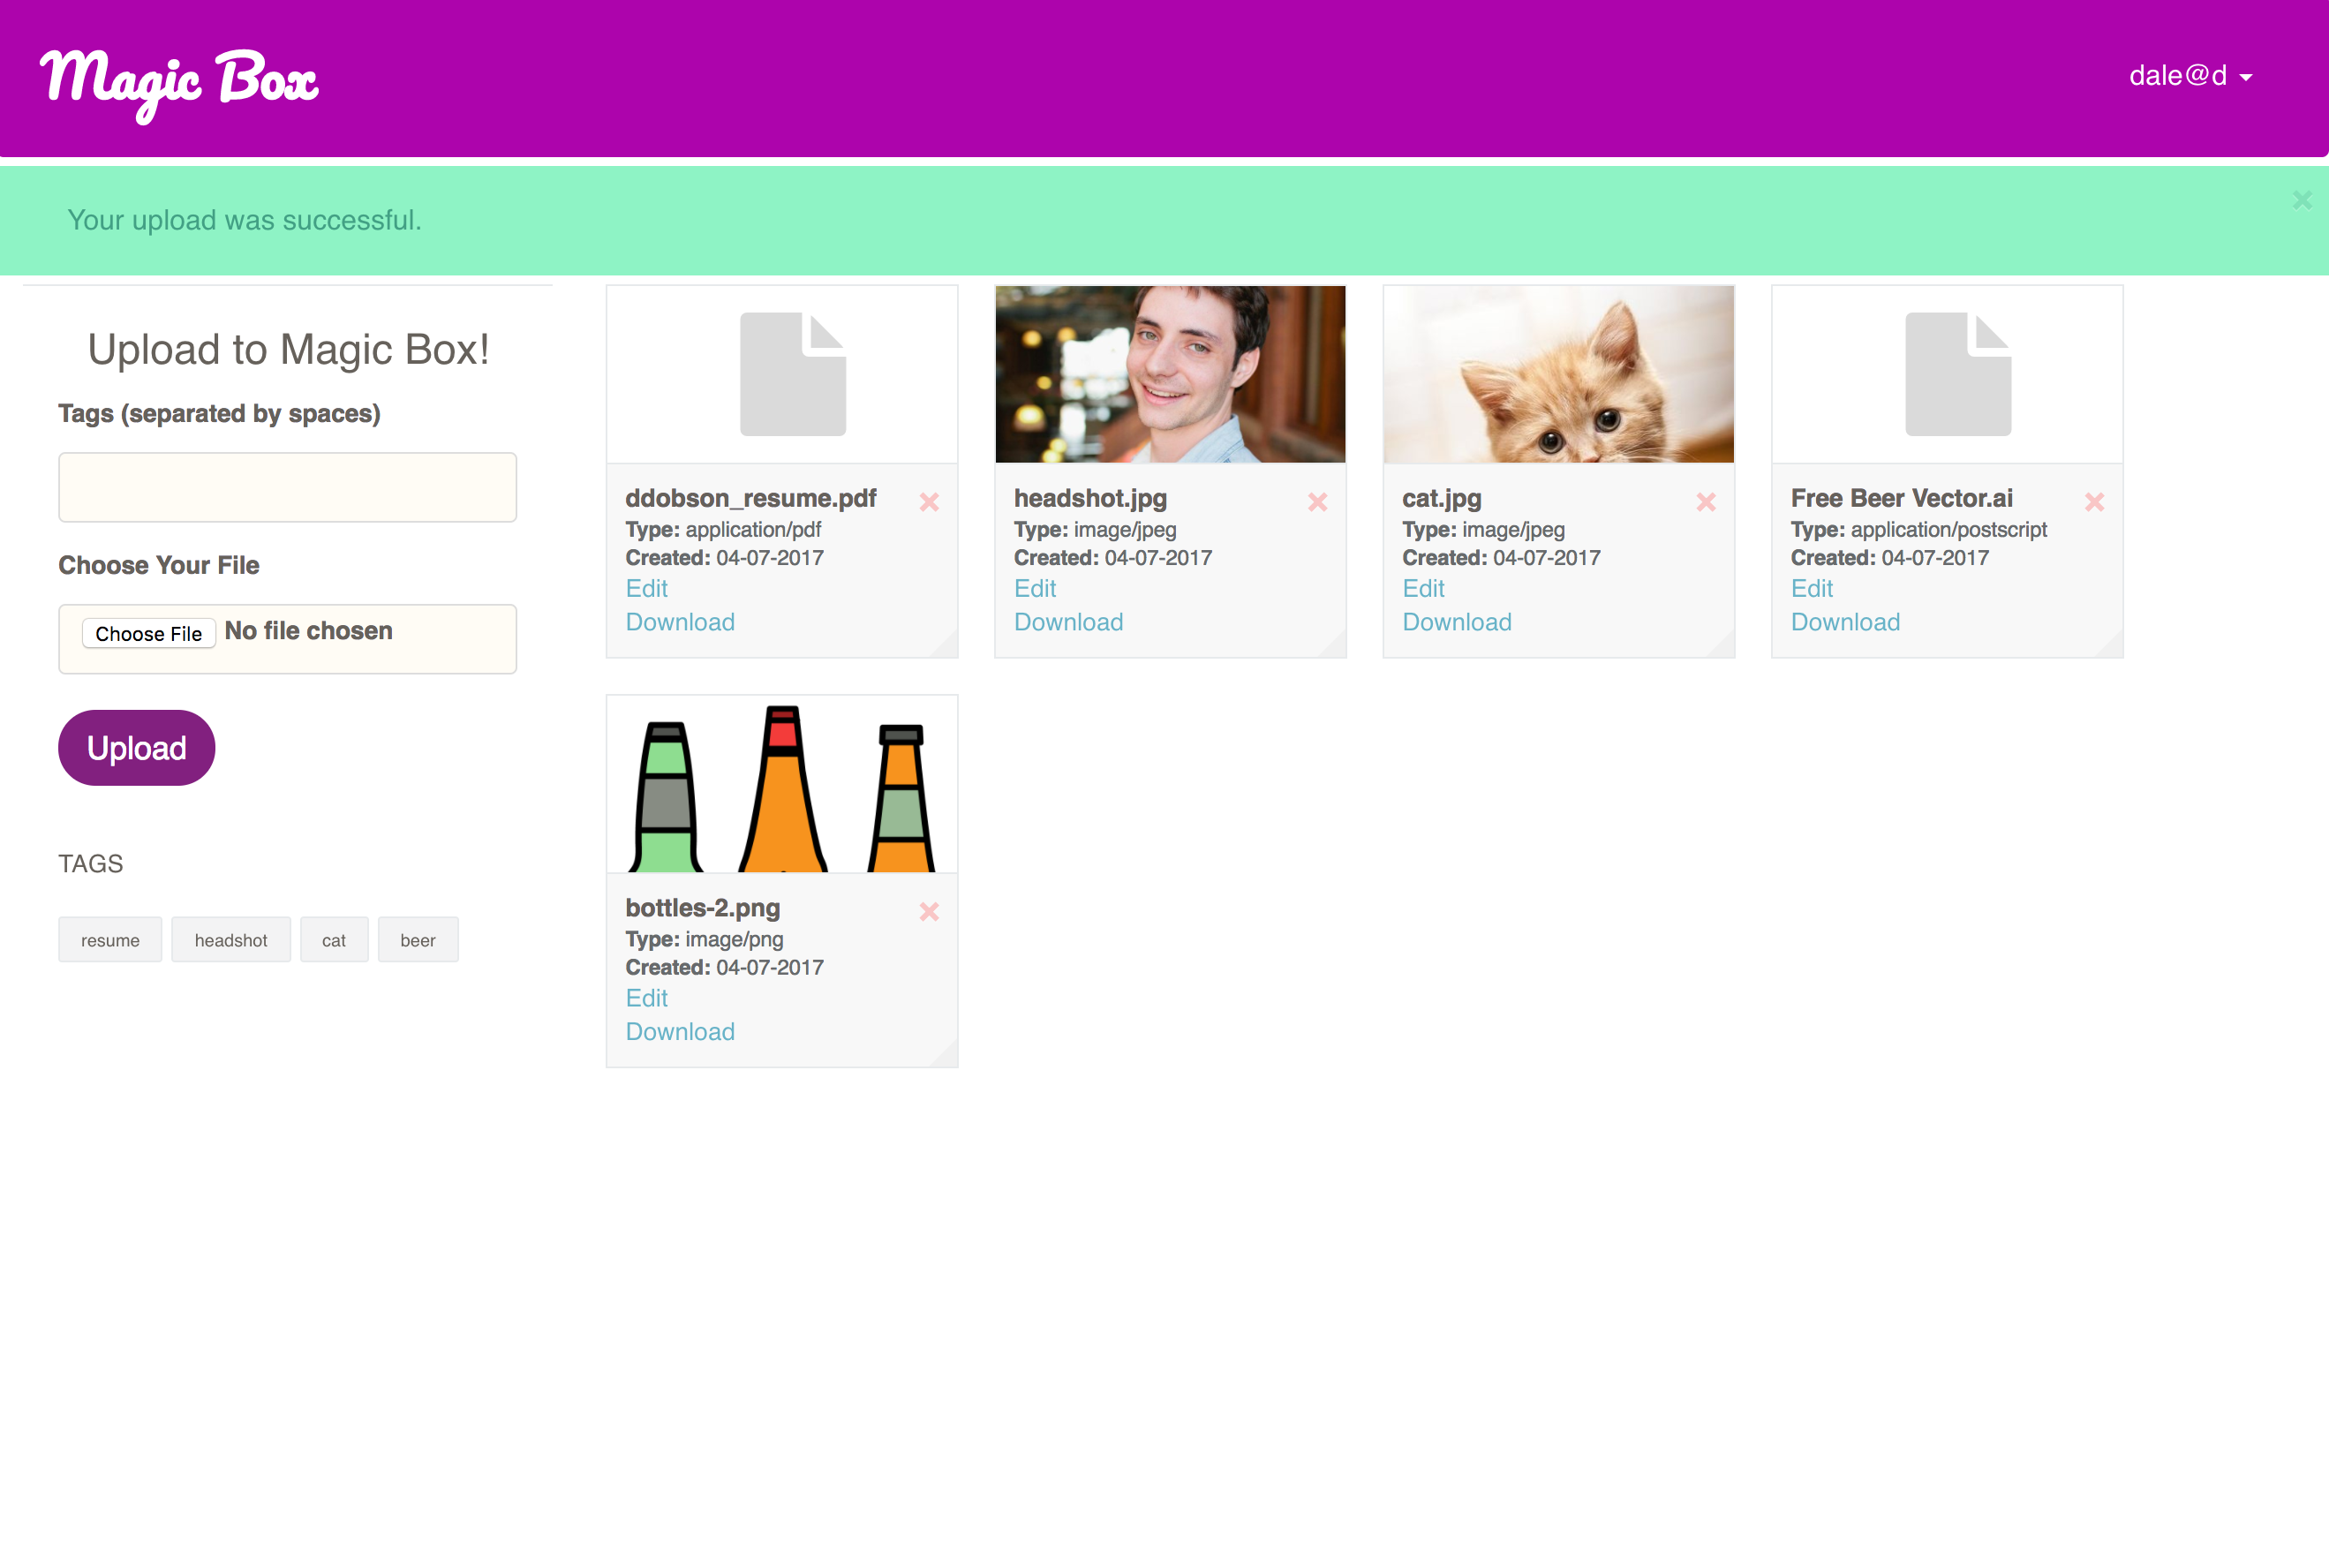 Magic Box
dale@d
Your upload was successful.
Upload to Magic Box!
Tags (separated by spaces)
Choose Your File
Choose File No file chosen
Upload
TAGS
resume headshot cat beer
ddobson_resume.pdf
Type: application/pdf
Created: 04-07-2017
Edit
Download
headshot.jpg
Type: image/jpeg
Created: 04-07-2017
Edit
Download
cat.jpg
Type: image/jpeg
Created: 04-07-2017
Edit
Download
Free Beer Vector.ai
Type: application/postscript
Created: 04-07-2017
Edit
Download
bottles-2.png
Type: image/png
Created: 04-07-2017
Edit
Download